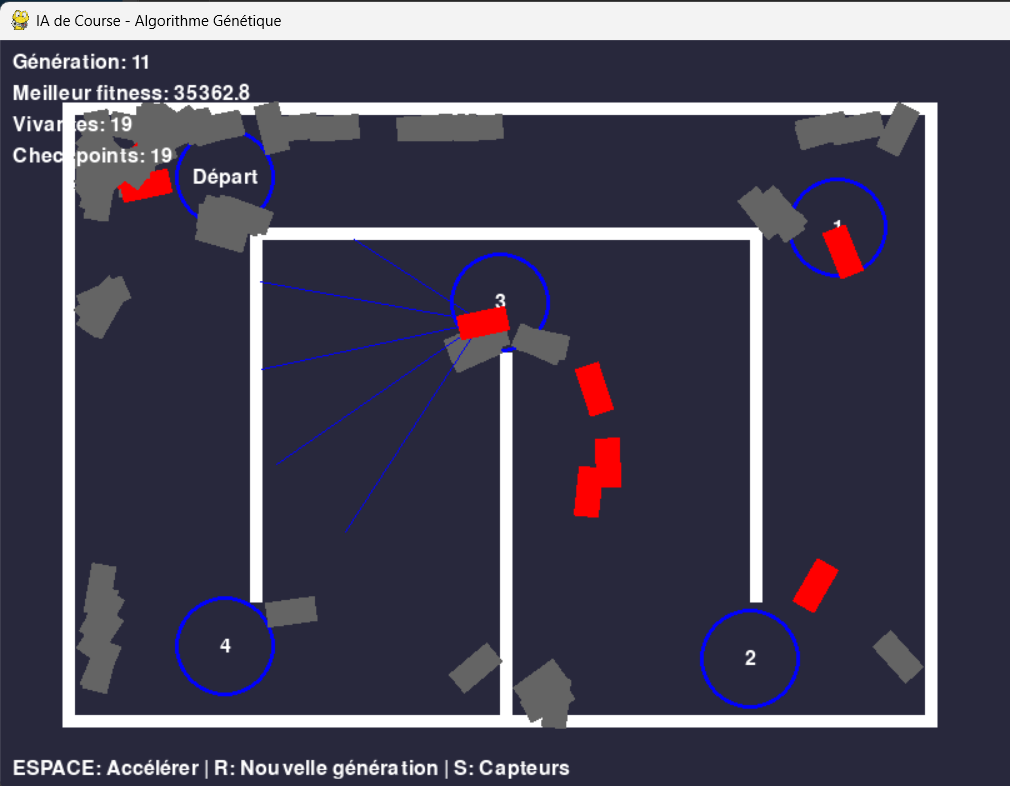 IA de Course - Algorithme Génétique
Génération: 11
Meilleur fitness: 35362.8
Vivantes: 19
Checkpoints: 19
Départ
1
3
4
2
ESPACE: Accélérer | R: Nouvelle génération | S: Capteurs